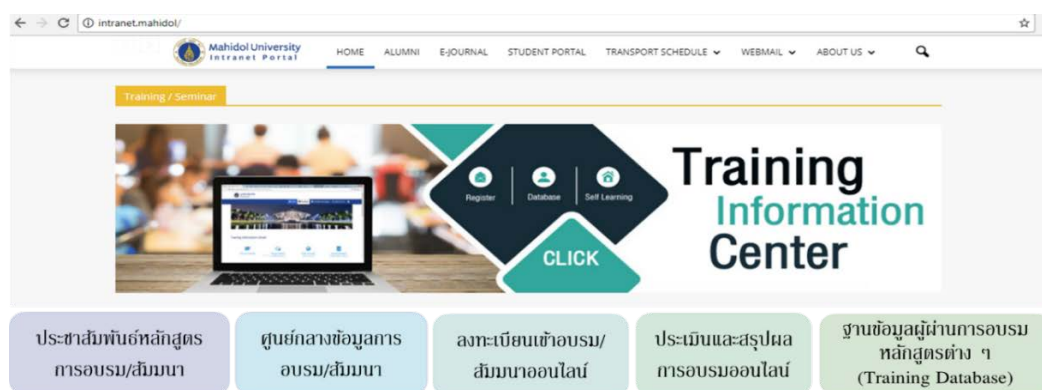 intranet.mahidol/
Mahidol University
Intranet Portal
HOME ALUMNI E-JOURNAL STUDENT PORTAL TRANSPORT SCHEDULE WEBMAIL ABOUT US
Training / Seminar
Register Database Self Learning
CLICK
Training
Information
Center
ประชาสัมพันธ์หลักสูตร
การอบรม/สัมมนา
ศูนย์กลางข้อมูลการ
อบรม/สัมมนา
ลงทะเบียนเข้าอบรม/
สัมมนาออนไลน์
ประเมินและสรุปผล
การอบรมออนไลน์
ฐานข้อมูลผู้ผ่านการอบรม
หลักสูตรต่าง ๆ
(Training Database)